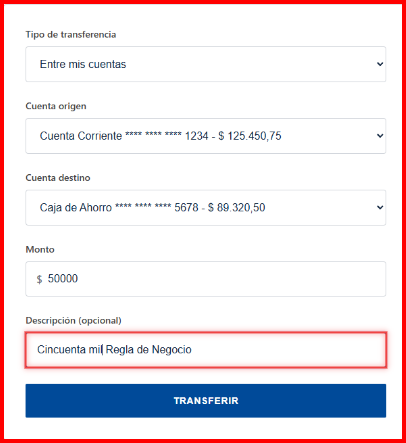 Tipo de transferencia
Entre mis cuentas
Cuenta origen
Cuenta Corriente **** **** **** 1234 - $ 125.450,75
Cuenta destino
Caja de Ahorro **** **** **** 5678 - $ 89.320,50
Monto
$ 50000
Descripción (opcional)
Cincuenta mil Regla de Negocio
TRANSFERIR